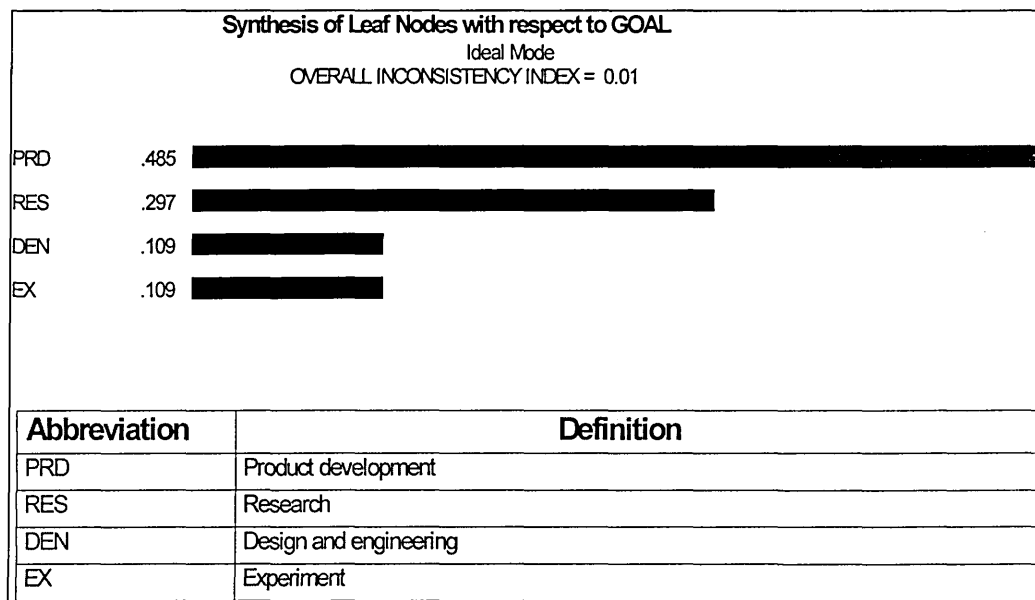 Synthesis of Leaf Nodes with respect to GOAL
Ideal Mode
OVERALL INCONSISTENCY INDEX = 0.01
PRD .485
RES .297
DEN .109
EX .109
Abbreviation Definition
PRD Product development
RES Research
DEN Design and engineering
EX Experiment